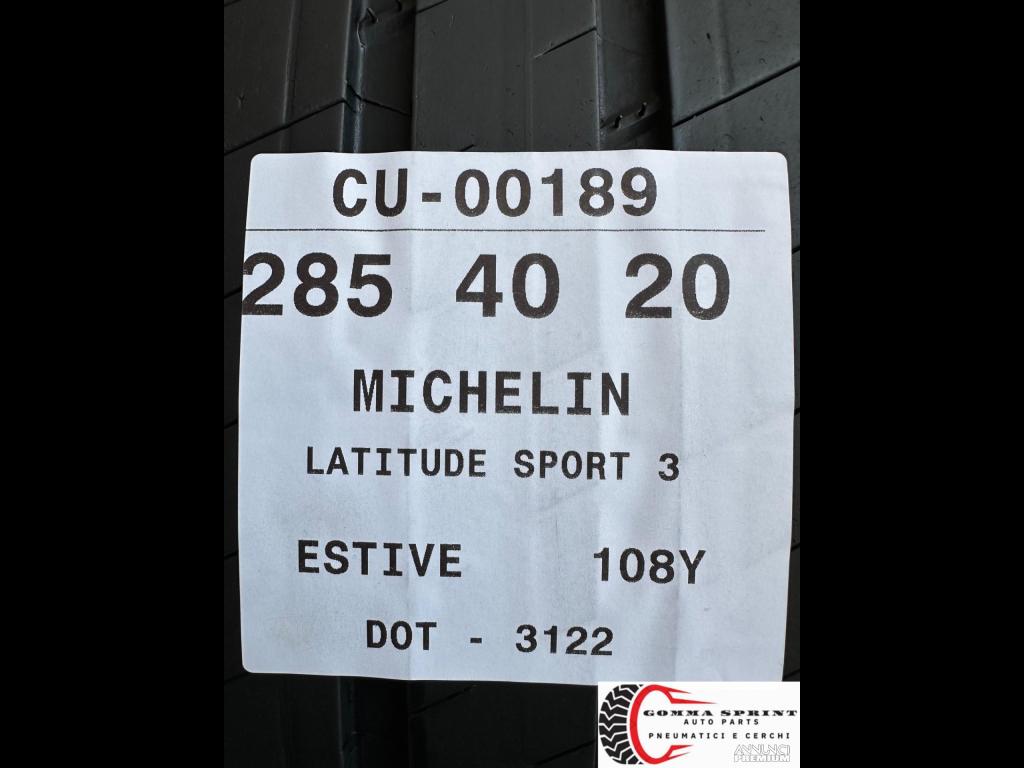 CU-00189
285 40 20
MICHELIN
LATITUDE SPORT 3
ESTIVE 108Y
DOT - 3122
GOMMA SPRINT
AUTO PARTS
PNEUMATICI E CERCHI
ANNUNCI
PREMIUM